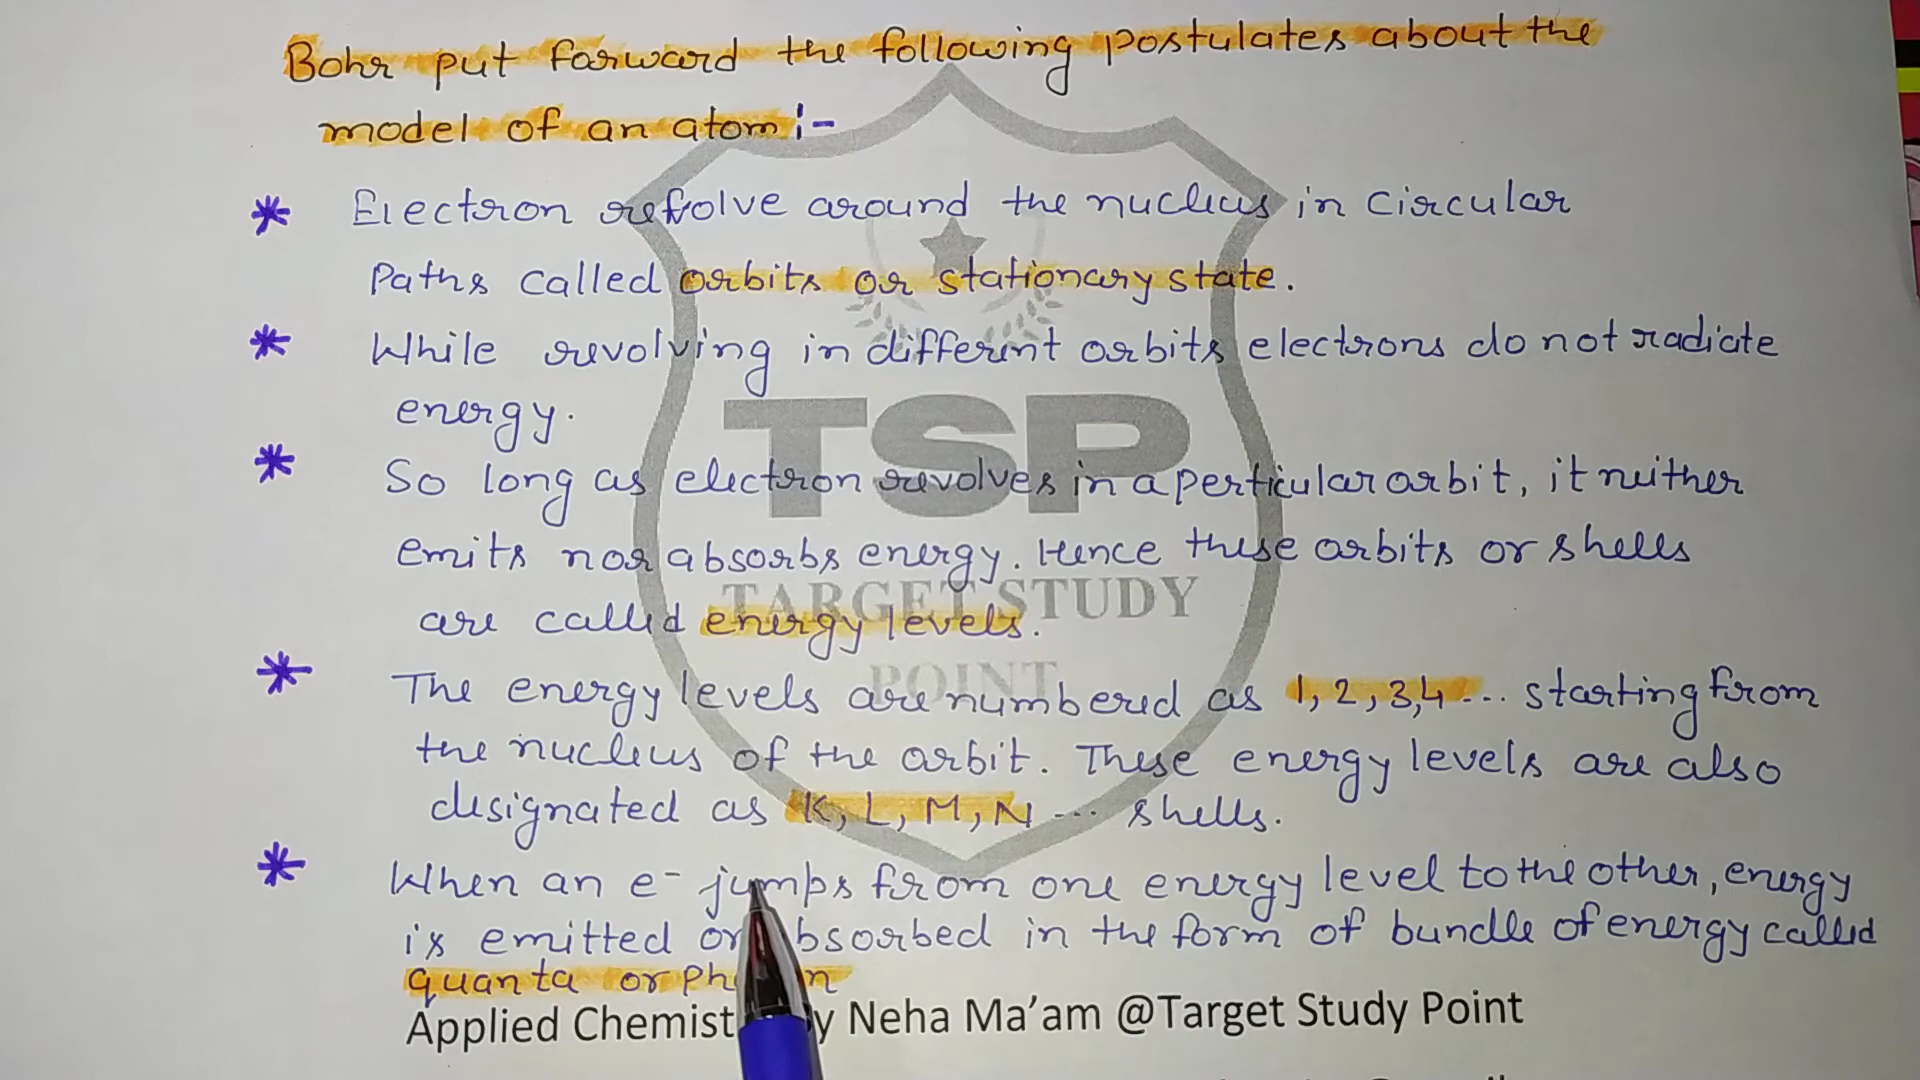 Bohr put forward the following postulates about the
model of an atom :-
* Electron revolve around the nucleus in circular
Paths called orbits or stationary state.
* While revolving in different orbits electrons do not radiate
energy.
* So long as electron revolves in a perticular orbit, it neither
emits nor absorbs energy. Hence these orbits or shells
are called energy levels.
* The energy levels are numbered as 1, 2, 3, 4 ... starting from
the nucleus of the orbit. These energy levels are also
designated as K, L, M, N ... shells.
* When an e- jumps from one energy level to the other, energy
is emitted or absorbed in the form of bundle of energy called
quanta or
TSP
TARGET STUDY
POINT
Applied Neha Ma'am @Target Study Point